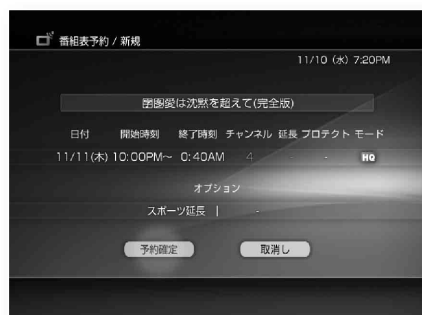 番組表予約 / 新規
11/10 (水) 7:20PM
愛は沈黙を超えて(完全版)
日付 開始時刻 終了時刻 チャンネル 延長 プロテクト モード
11/11(木) 10:00PM～ 0:40AM 4 - - HQ
オプション
スポーツ延長 | -
予約確定 取消し